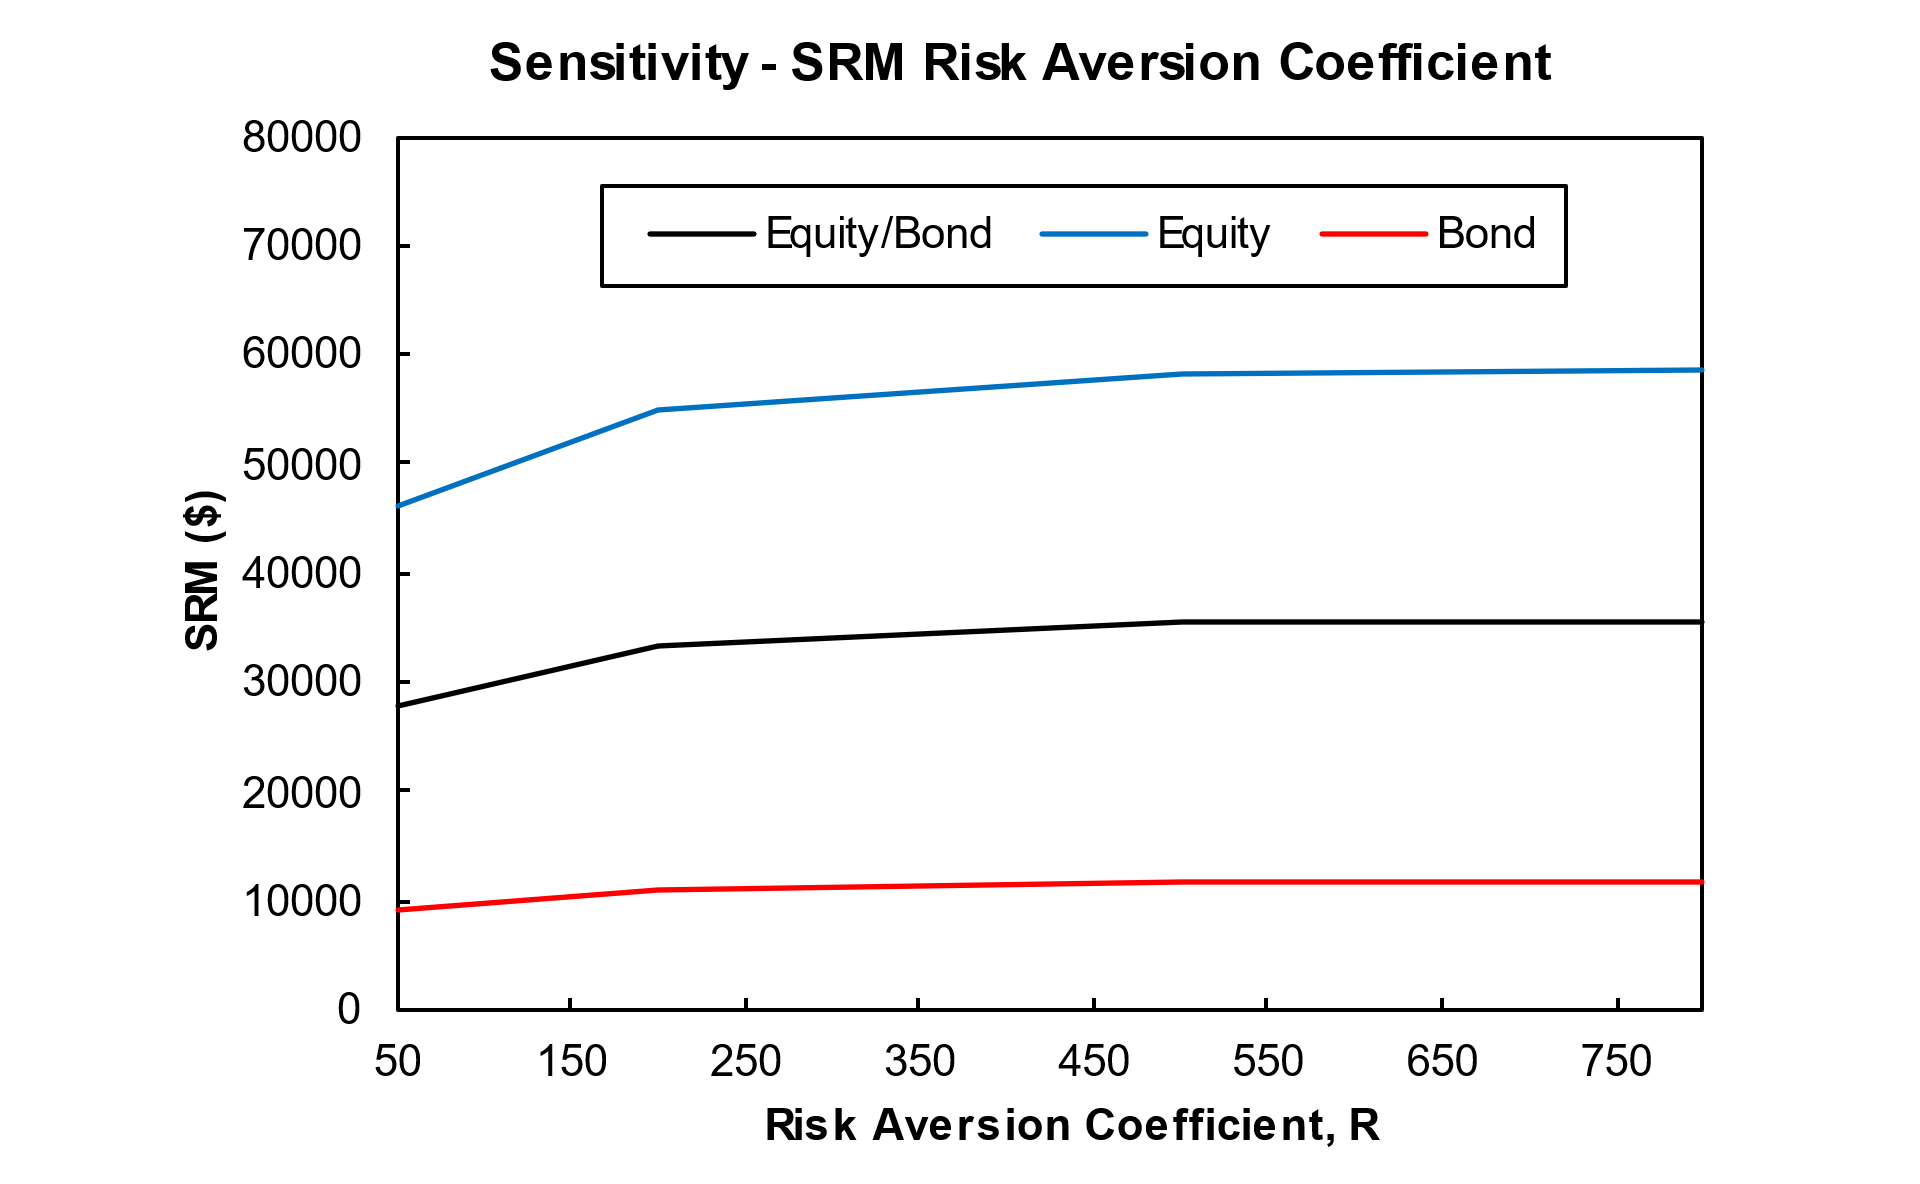 Sensitivity - SRM Risk Aversion Coefficient
80000
70000
60000
50000
40000
30000
20000
10000
0
SRM ($)
Equity/Bond Equity Bond
50 150 250 350 450 550 650 750
Risk Aversion Coefficient, R